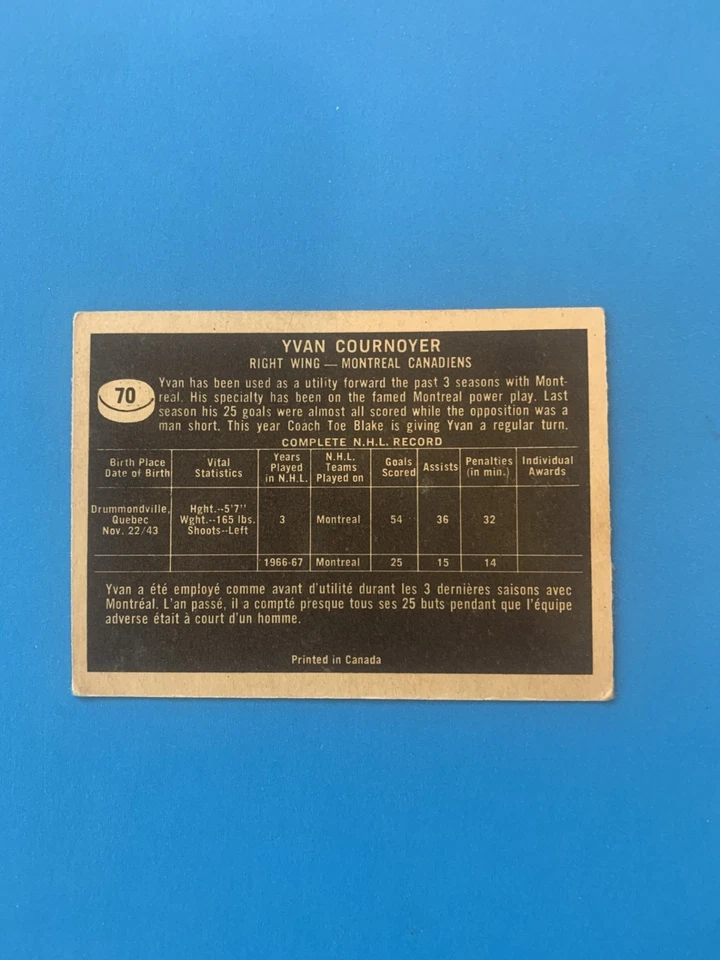 YVAN COURNOYER
RIGHT WING — MONTREAL CANADIENS
70
Yvan has been used as a utility forward the past 3 seasons with Mont-
real. His specialty has been on the famed Montreal power play. Last
season his 25 goals were almost all scored while the opposition was a
man short. This year Coach Toe Blake is giving Yvan a regular turn.
COMPLETE N.H.L. RECORD
Birth Place Date of Birth | Vital Statistics | Years Played in N.H.L. | N.H.L. Teams Played on | Goals Scored | Assists | Penalties (in min.) | Individual Awards
Drummondville, Quebec Nov. 22/43 | Hght.--5'7'' Wght.--165 lbs. Shoots--Left | 3 | Montreal | 54 | 36 | 32
1966-67 | Montreal | 25 | 15 | 14
Yvan a été employé comme avant d'utilité durant les 3 dernières saisons avec
Montréal. L'an passé, il a compté presque tous ses 25 buts pendant que l'équipe
adverse était à court d'un homme.
Printed in Canada